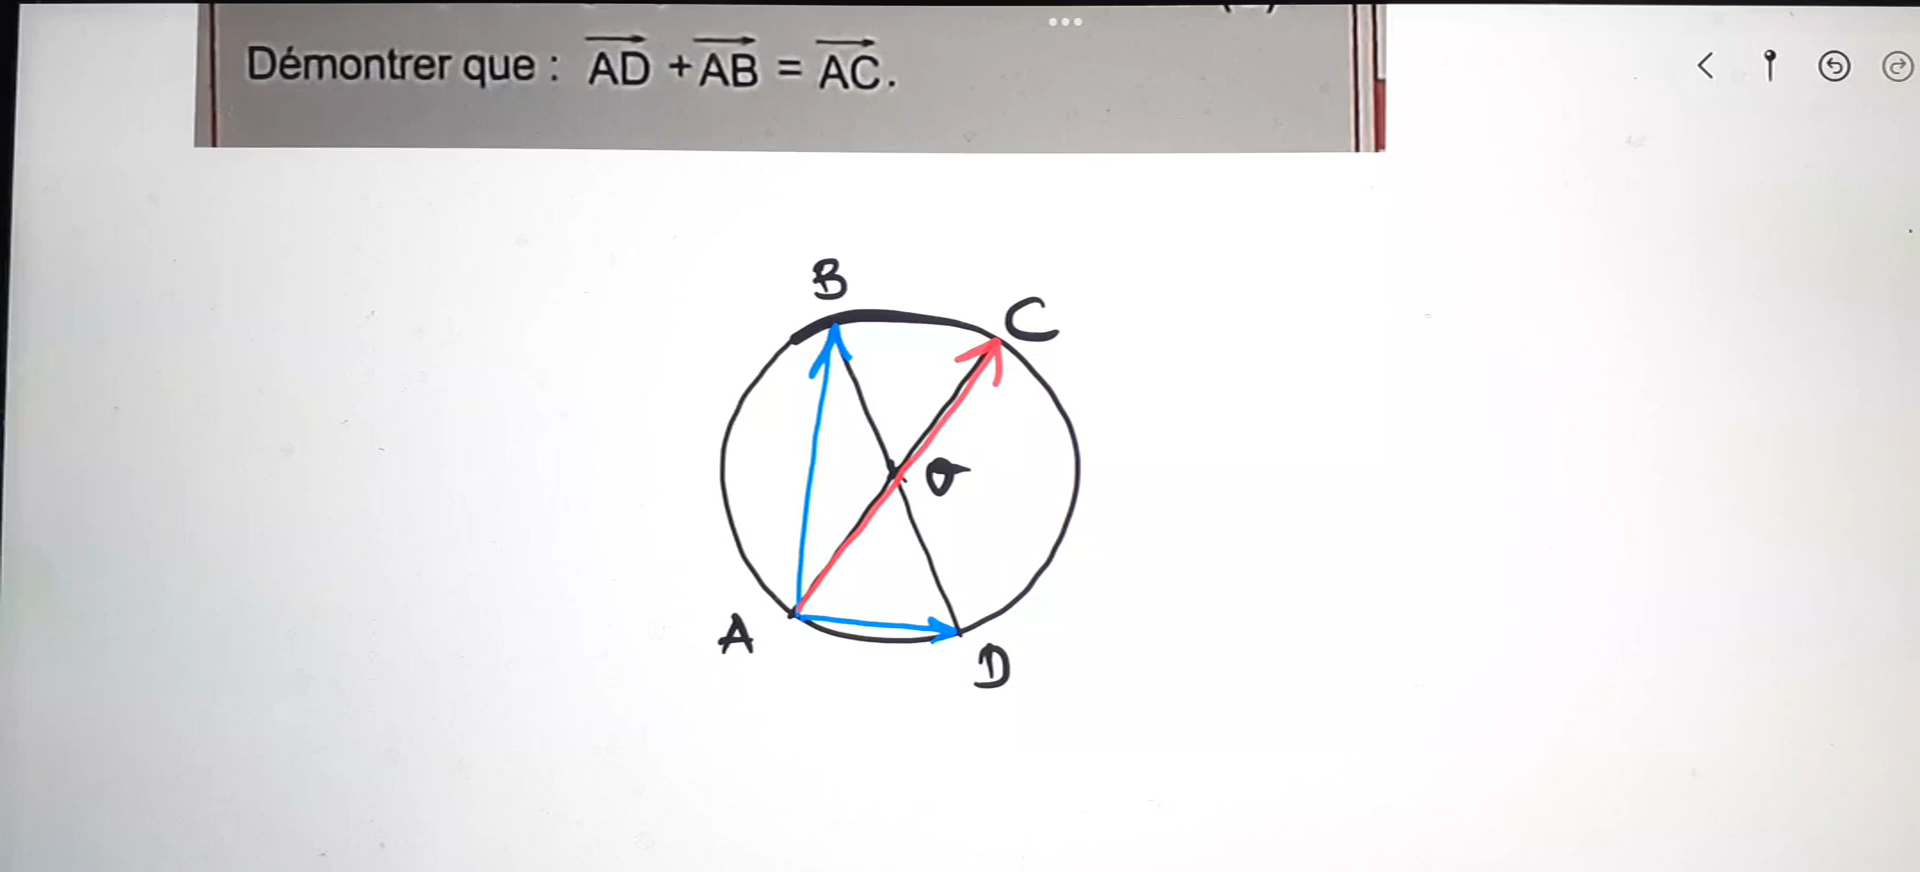 Démontrer que : AD + AB = AC.
B
C
O
A
D